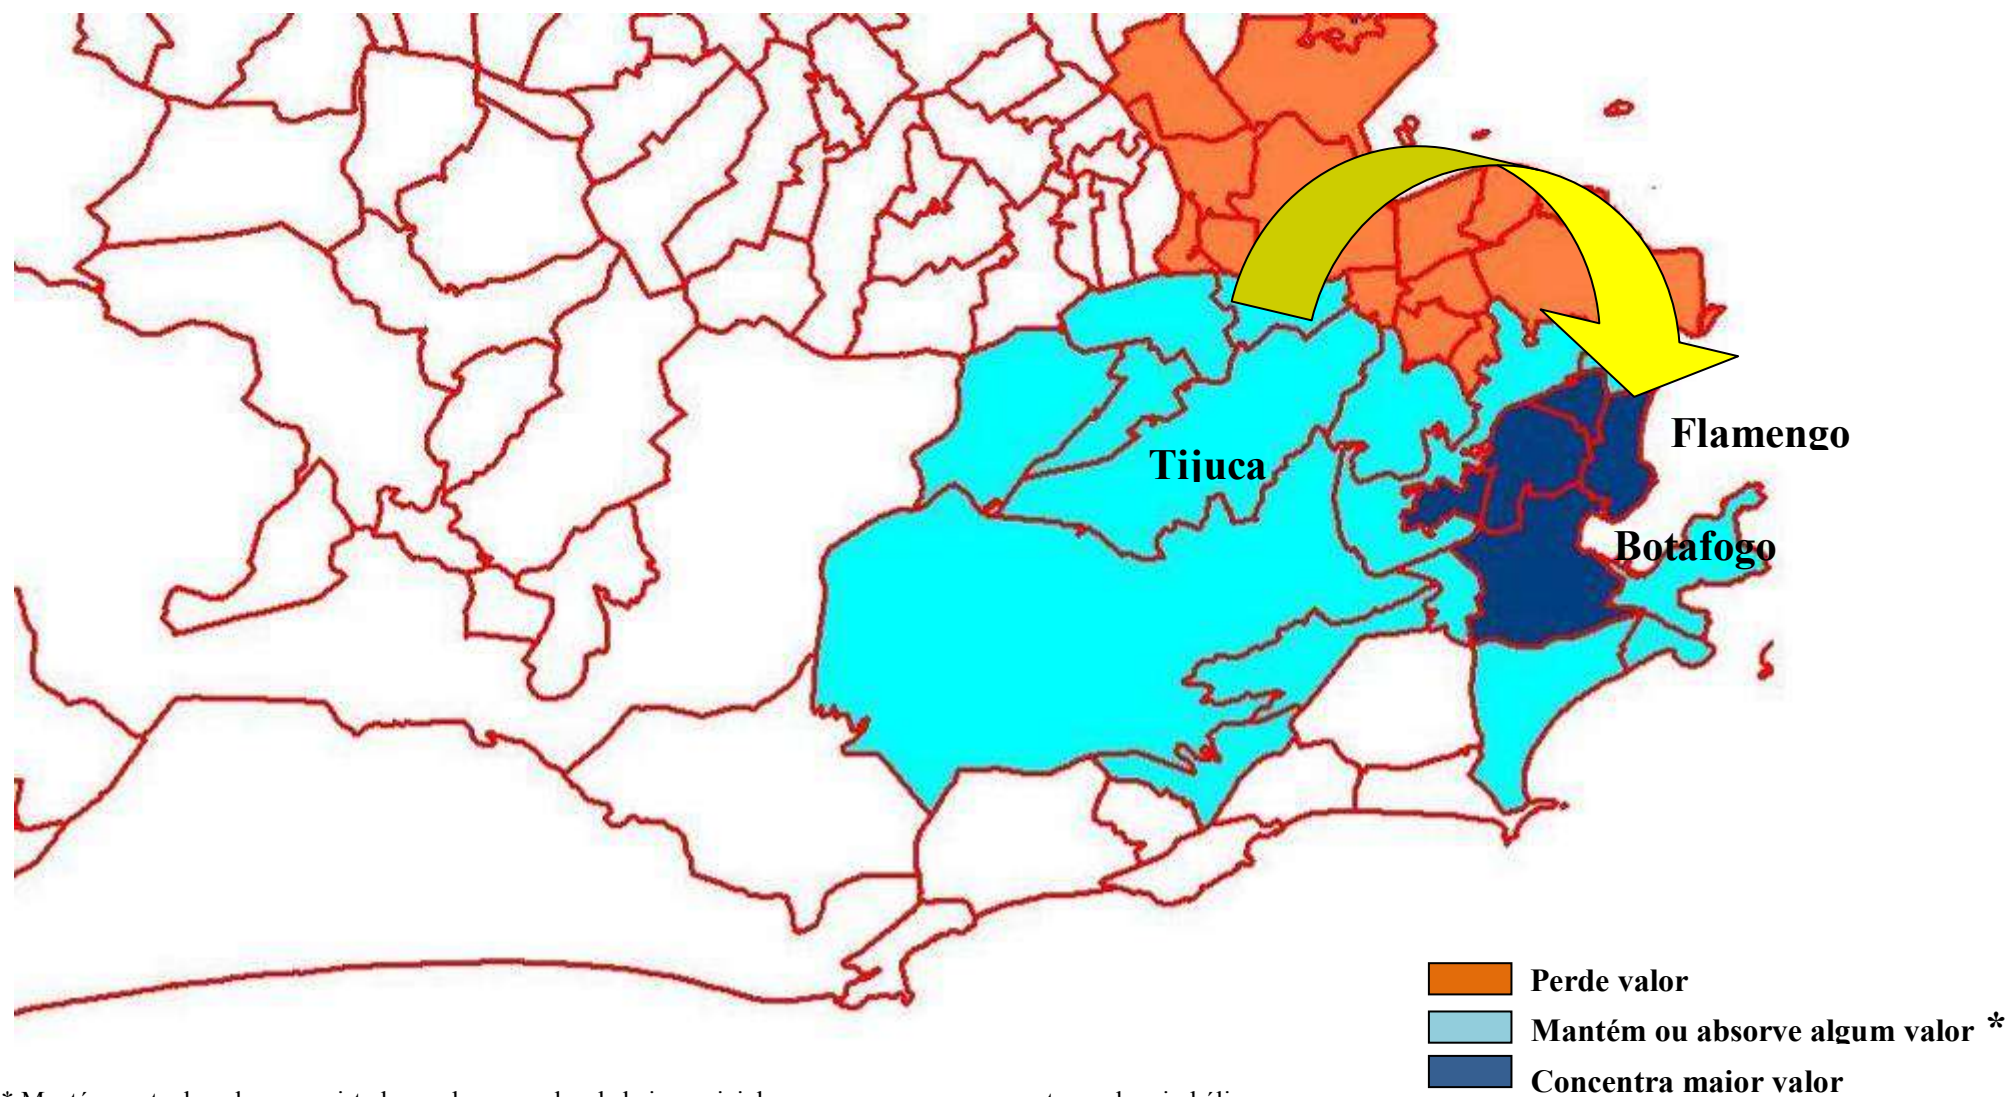 Flamengo
Tijuca
Botafogo
Perde valor
Mantém ou absorve algum valor *
Concentra maior valor